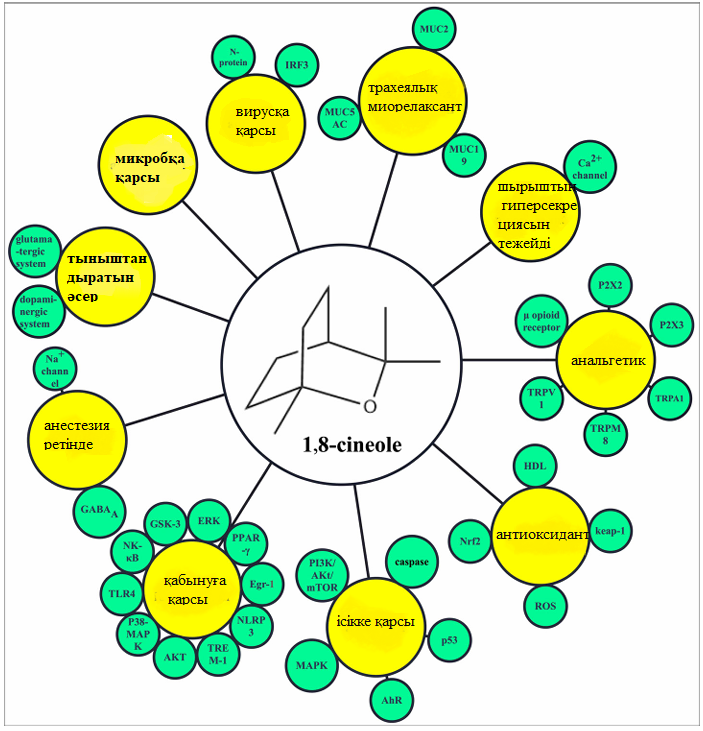 MUC2
трахеялық
миорелаксант
MUC5
AC
MUC1
9
N-
protein
IRF3
вирусқа
қарсы
микробқа
қарсы
Ca2+
channel
шырыштың
гиперсекре
циясын
тежейді
glutama
-tergic
system
dopami-
nergic
system
тыныштан
дыратын
әсер
P2X2
μ opioid
receptor
P2X3
анальгетик
TRPV
1
TRPA1
TRPM
8
Na+
chann
el
анестезия
ретінде
GABAA
O
1,8-cineole
HDL
Nrf2
keap-1
антиоксидант
ROS
GSK-3
ERK
PPAR
-γ
NK-
κB
Egr-1
TLR4
қабынуға
қарсы
P38-
MAP
K
NLRP
3
AKT
TRE
M-1
PI3K/
AKt/
mTOR
caspase
ісікке қарсы
p53
MAPK
AhR